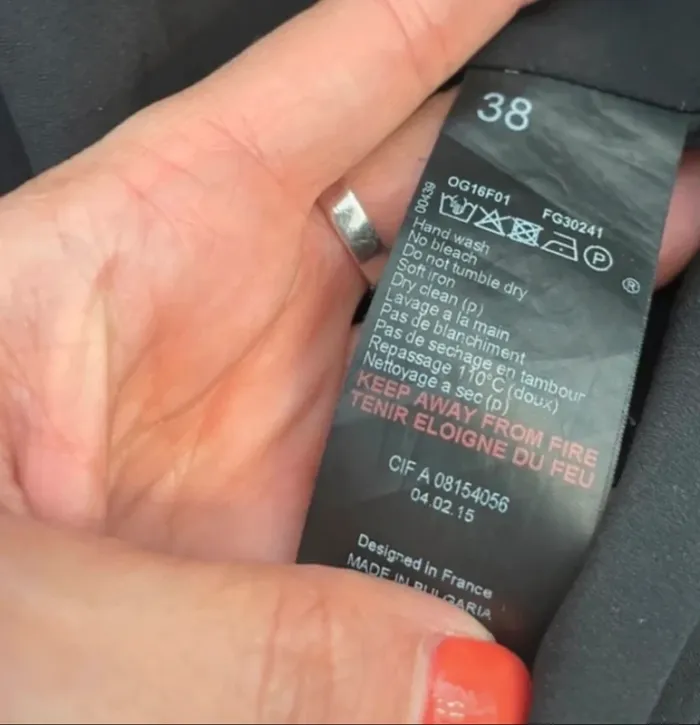 38
00439
OG16F01 FG30241
P
®
Hand wash
No bleach
Do not tumble dry
Soft iron
Dry clean (p)
Lavage a la main
Pas de blanchiment
Pas de sechage en tambour
Repassage 110°C (doux)
Nettoyage a sec (p)
KEEP AWAY FROM FIRE
TENIR ELOIGNE DU FEU
CIF A 08154056
04.02.15
Designed in France
MADE IN BULGARIA